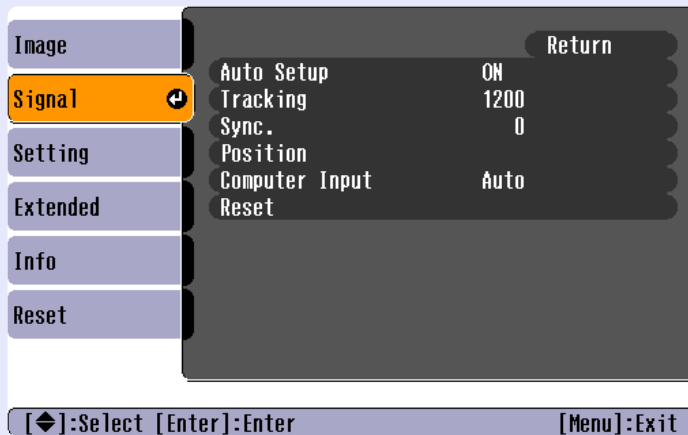 Image
Signal
Setting
Extended
Info
Reset
Return
Auto Setup ON
Tracking 1200
Sync. 0
Position
Computer Input Auto
Reset
[◆]:Select [Enter]:Enter [Menu]:Exit